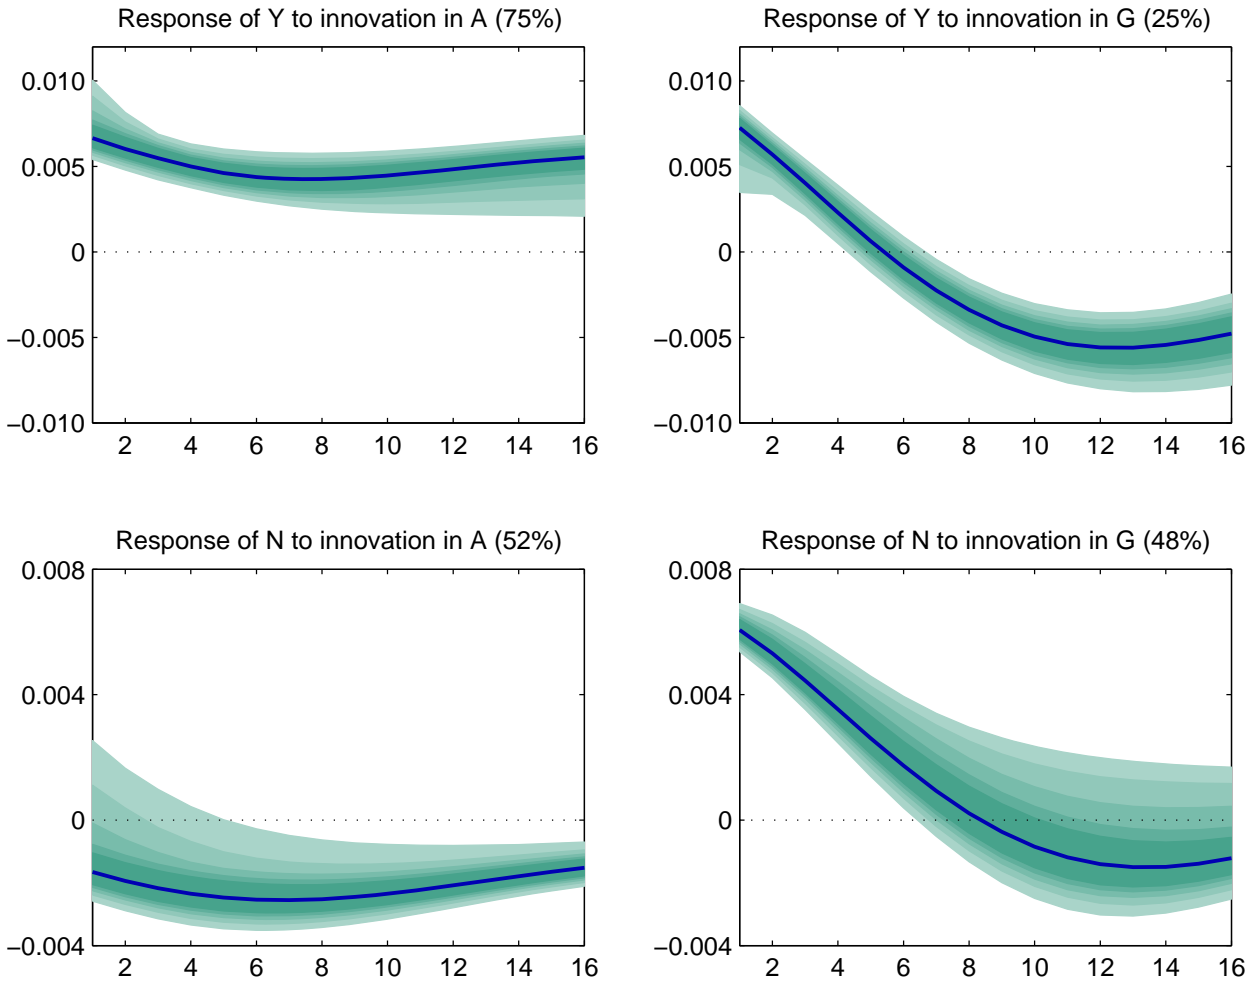 Response of Y to innovation in A (75%)
0.010
0.005
0
−0.005
−0.010
2 4 6 8 10 12 14 16
Response of Y to innovation in G (25%)
0.010
0.005
0
−0.005
−0.010
2 4 6 8 10 12 14 16
Response of N to innovation in A (52%)
0.008
0.004
0
−0.004
2 4 6 8 10 12 14 16
Response of N to innovation in G (48%)
0.008
0.004
0
−0.004
2 4 6 8 10 12 14 16